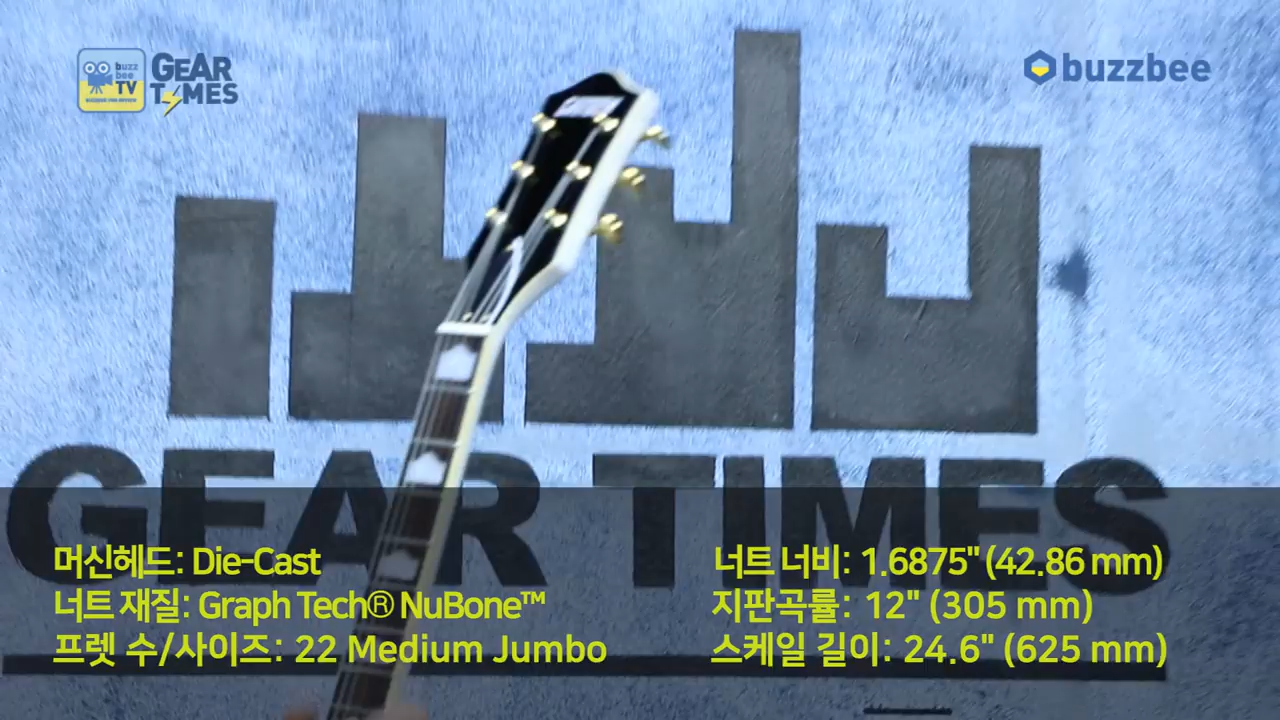 buzz
bee
TV
GEAR
TIMES
buzzbee
GEAR TIMES
머신헤드: Die-Cast
너트 재질: Graph Tech® NuBone™
프렛 수/사이즈: 22 Medium Jumbo
너트 너비: 1.6875" (42.86 mm)
지판곡률: 12" (305 mm)
스케일 길이: 24.6" (625 mm)